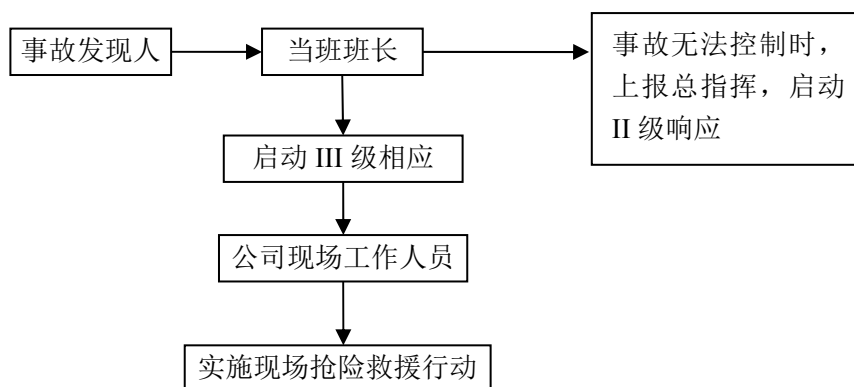 事故发现人
当班班长
事故无法控制时，
上报总指挥，启动
II 级响应
启动 III 级相应
公司现场工作人员
实施现场抢险救援行动